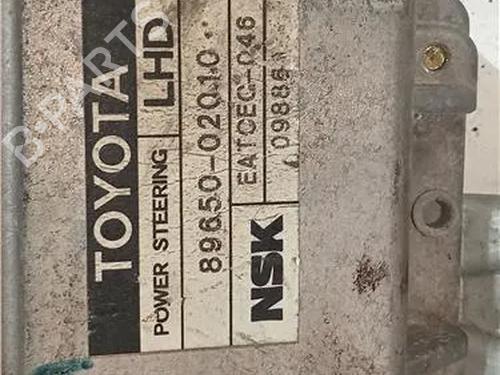 TOYOTA
POWER STEERING LHD
89650-02010
EATCEC-046
09886
NSK
B-PARTS